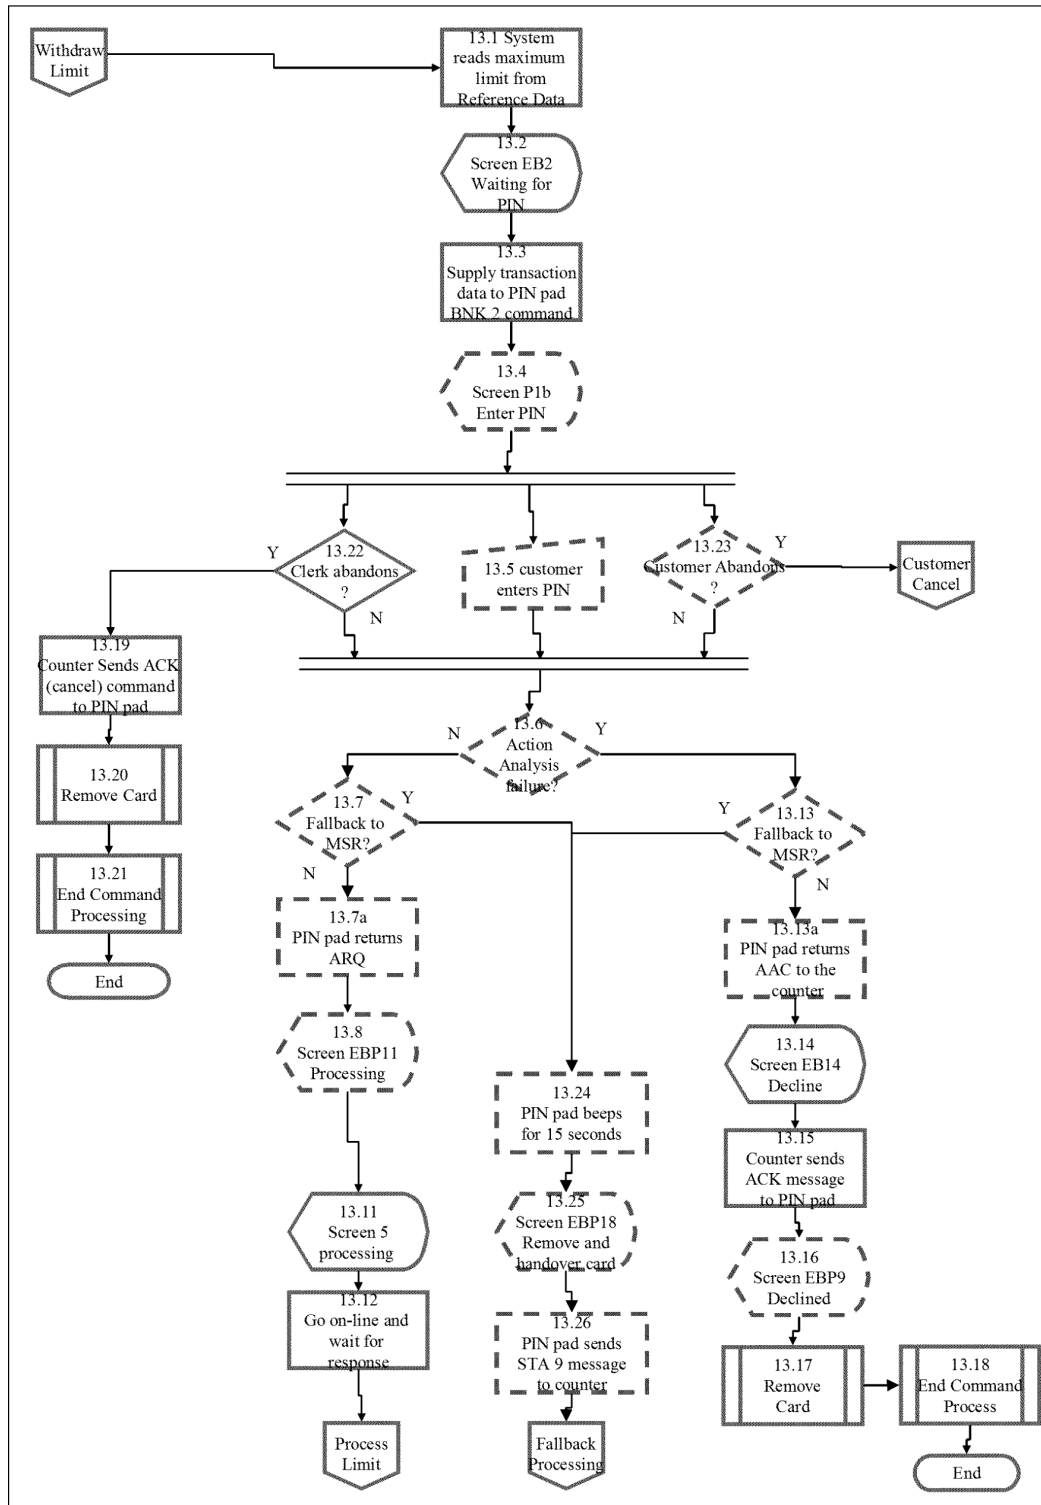 Withdraw
Limit
13.1 System
reads maximum
limit from
Reference Data
13.2
Screen EB2
Waiting for
PIN
13.3
Supply transaction
data to PIN pad
BNK 2 command
13.4
Screen P1b
Enter PIN
Y
13.22
Clerk abandons
?
N
13.5 customer
enters PIN
13.23
Customer Abandons
?
Y
N
Customer
Cancel
13.19
Counter Sends ACK
(cancel) command
to PIN pad
13.20
Remove Card
13.21
End Command
Processing
End
N
13.6
Action
Analysis
failure?
Y
13.7
Fallback to
MSR?
Y
N
Y
13.13
Fallback to
MSR?
N
13.7a
PIN pad returns
ARQ
13.8
Screen EBP11
Processing
13.11
Screen 5
processing
13.12
Go on-line and
wait for
response
Process
Limit
13.24
PIN pad beeps
for 15 seconds
13.25
Screen EBP18
Remove and
handover card
13.26
PIN pad sends
STA 9 message
to counter
Fallback
Processing
13.13a
PIN pad returns
AAC to the
counter
13.14
Screen EB14
Decline
13.15
Counter sends
ACK message
to PIN pad
13.16
Screen EBP9
Declined
13.17
Remove
Card
13.18
End Command
Process
End